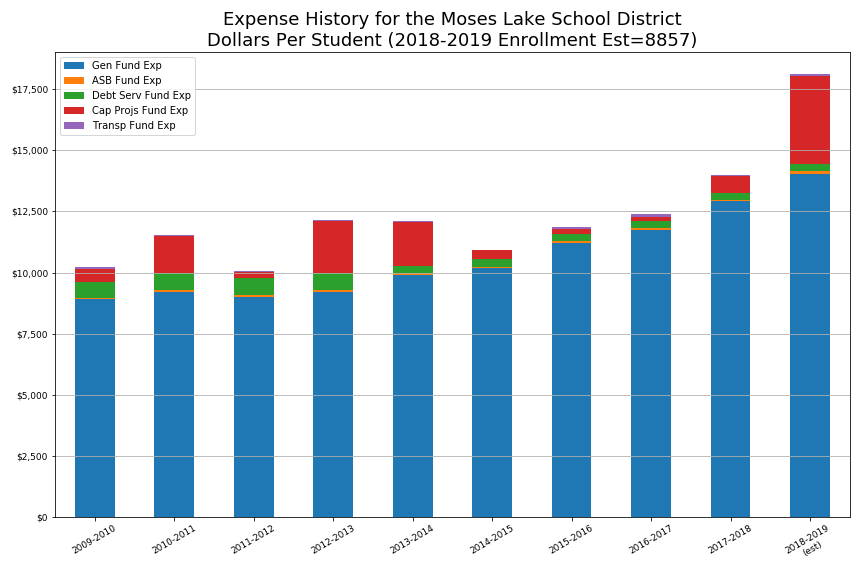 Expense History for the Moses Lake School District
Dollars Per Student (2018-2019 Enrollment Est=8857)
Gen Fund Exp
ASB Fund Exp
Debt Serv Fund Exp
Cap Projs Fund Exp
Transp Fund Exp
$17,500
$15,000
$12,500
$10,000
$7,500
$5,000
$2,500
$0
2009-2010
2010-2011
2011-2012
2012-2013
2013-2014
2014-2015
2015-2016
2016-2017
2017-2018
2018-2019
(est)